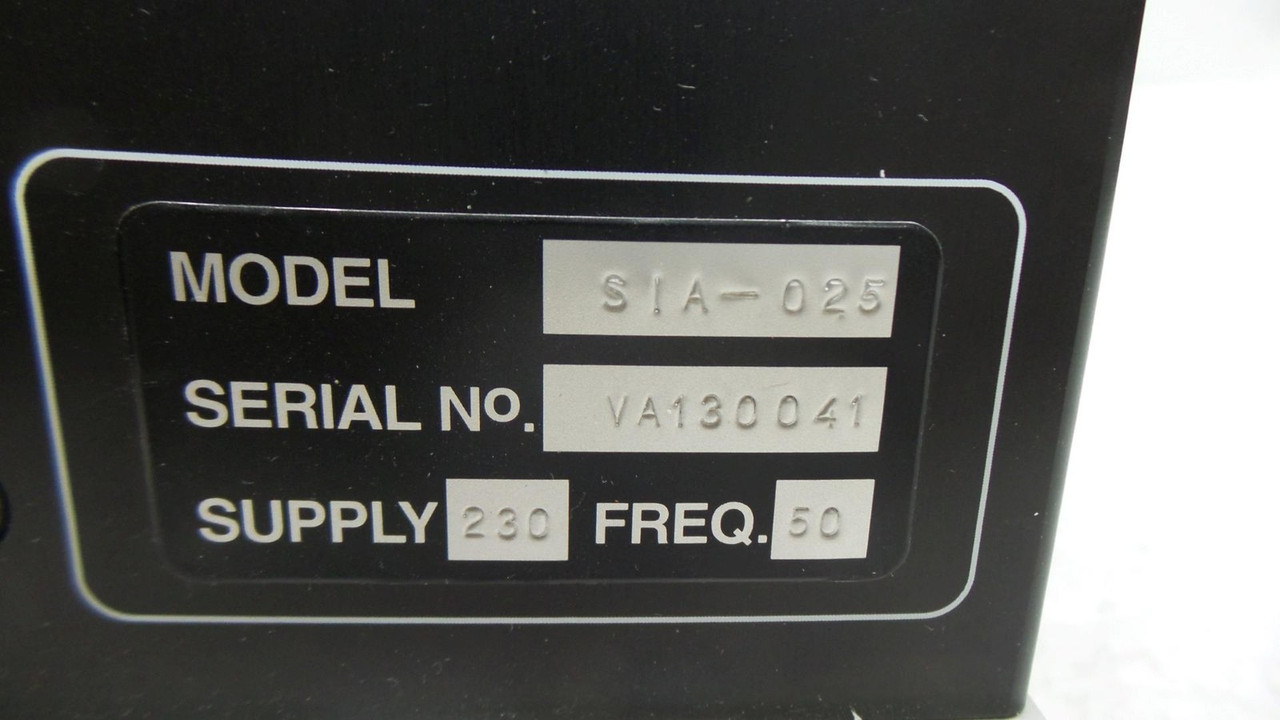 MODEL SIA-025
SERIAL No. VA130041
SUPPLY 230 FREQ. 50